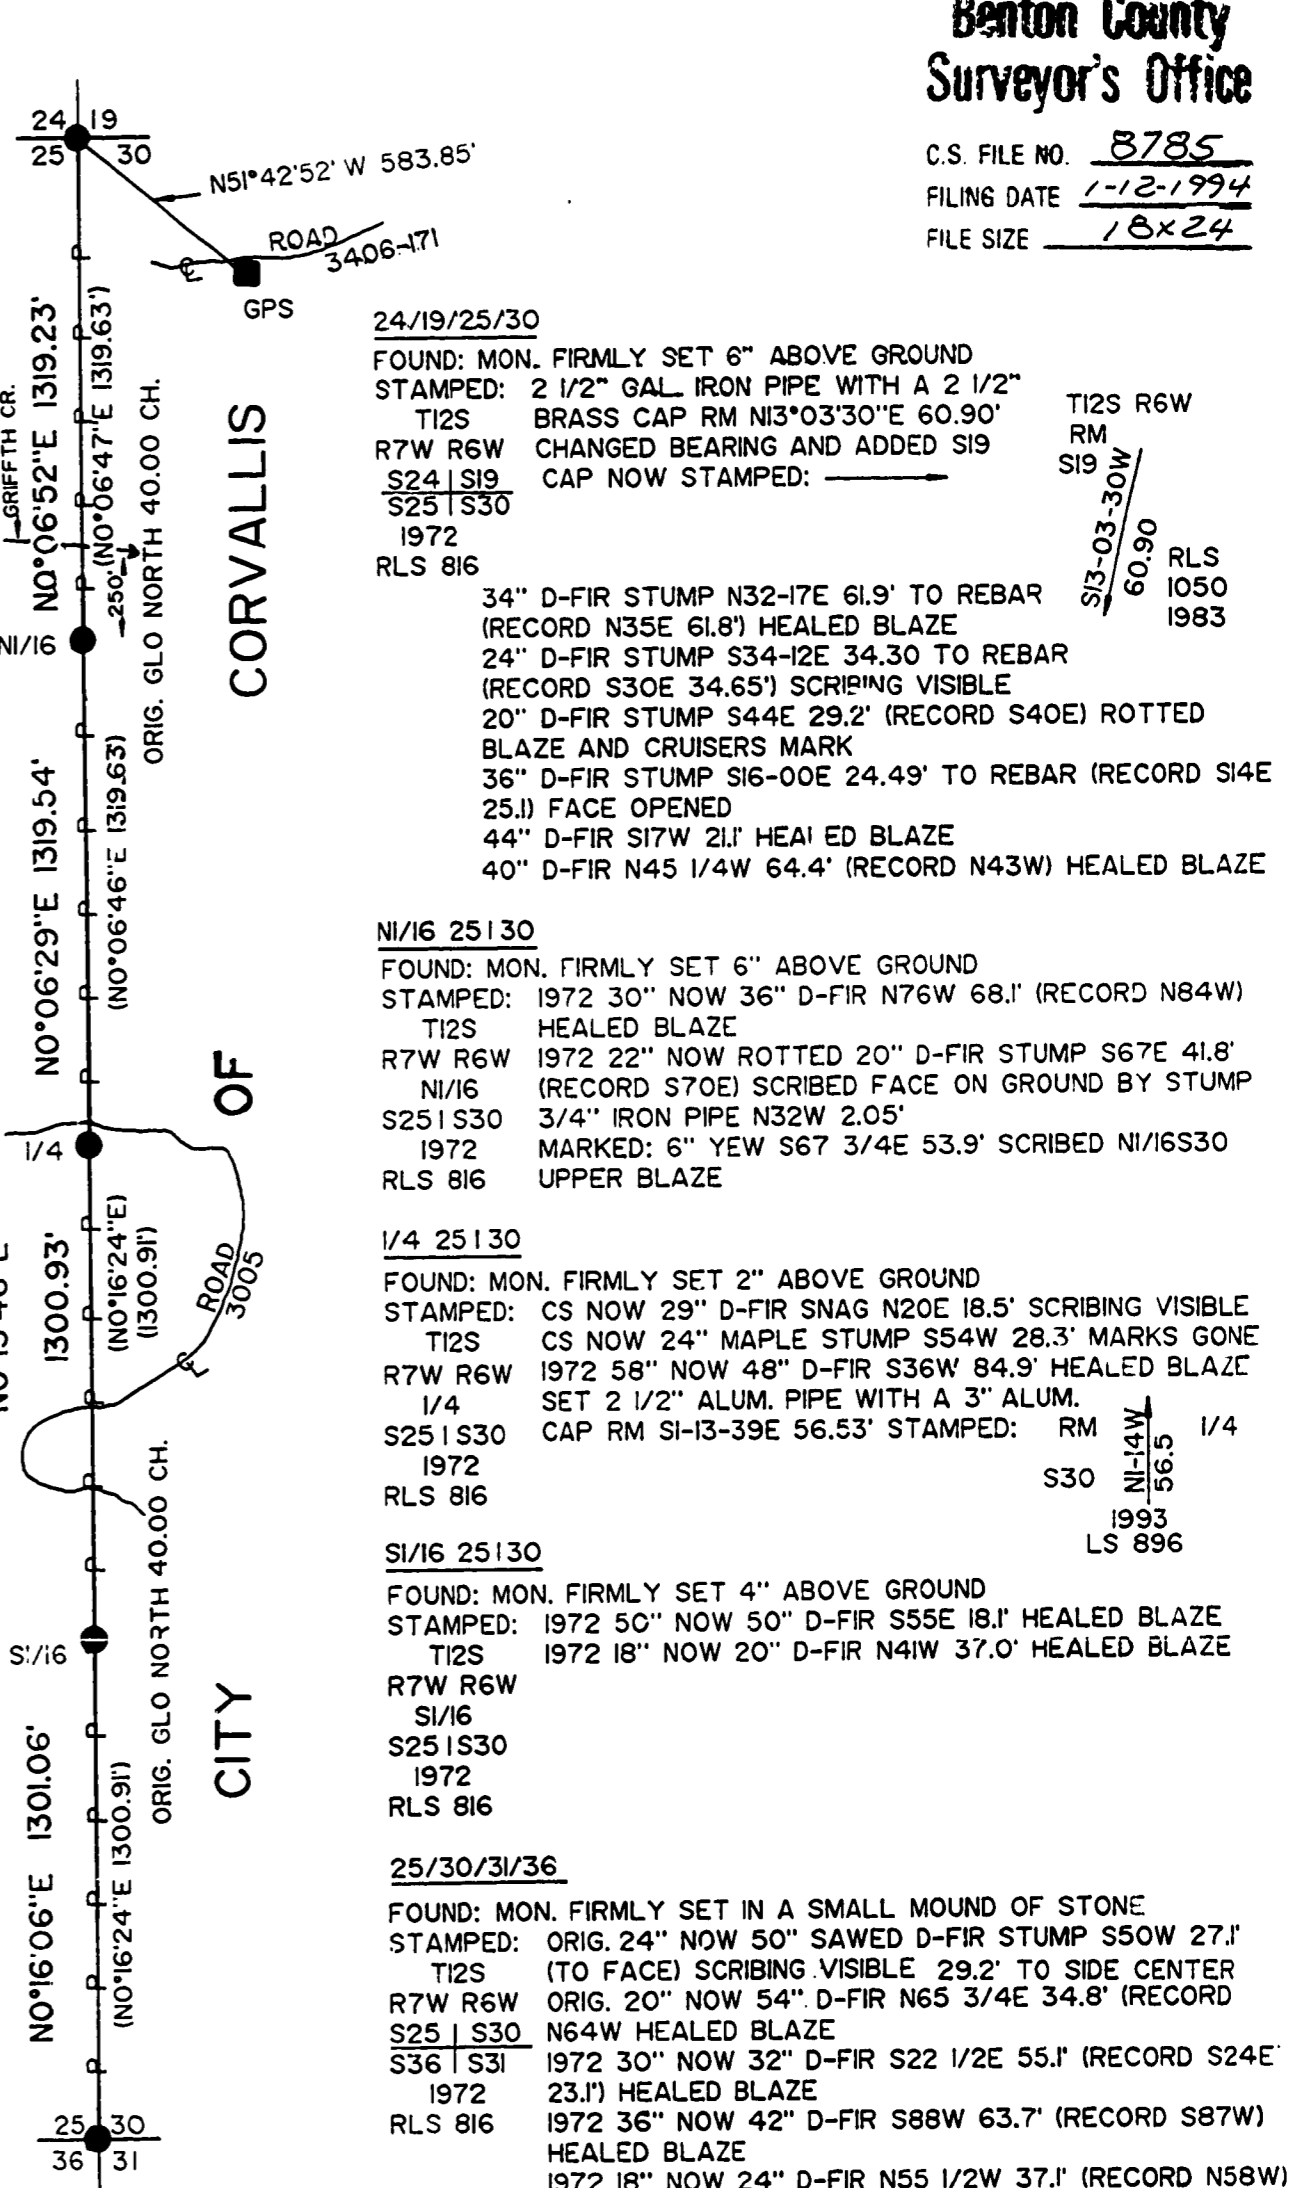 Benton County
Surveyor's Office
C.S. FILE NO. 8785
FILING DATE 1-12-1994
FILE SIZE 18x24
24 19
25 30
N51°42'52" W 583.85'
ROAD
3406-171
GPS
N0°06'52"E 1319.23'
(N0°06'47"E 1319.63')
GRIFFTH CR.
250'
ORIG. GLO NORTH 40.00 CH.
N1/16
N0°06'29"E 1319.54'
(N0°06'46"E 1319.63)
1/4
1300.93'
(N0°16'24"E)
(1300.91')
ROAD
3005
ORIG. GLO NORTH 40.00 CH.
S1/16
N0°16'06"E 1301.06'
(N0°16'24"E 1300.91')
25 30
36 31
CITY OF CORVALLIS
24/19/25/30
FOUND: MON. FIRMLY SET 6" ABOVE GROUND
STAMPED: 2 1/2" GAL. IRON PIPE WITH A 2 1/2"
T12S BRASS CAP RM N13°03'30"E 60.90'
R7W R6W CHANGED BEARING AND ADDED S19
S24 | S19 CAP NOW STAMPED:
S25 | S30
1972
RLS 816
T12S R6W
RM
S19
S13-03-30W
60.90
RLS
1050
1983
34" D-FIR STUMP N32-17E 61.9' TO REBAR
(RECORD N35E 61.8') HEALED BLAZE
24" D-FIR STUMP S34-12E 34.30 TO REBAR
(RECORD S30E 34.65') SCRIBING VISIBLE
20" D-FIR STUMP S44E 29.2' (RECORD S40E) ROTTED
BLAZE AND CRUISERS MARK
36" D-FIR STUMP S16-00E 24.49' TO REBAR (RECORD S14E
25.1) FACE OPENED
44" D-FIR S17W 21.1' HEALED BLAZE
40" D-FIR N45 1/4W 64.4' (RECORD N43W) HEALED BLAZE
N1/16 25|30
FOUND: MON. FIRMLY SET 6" ABOVE GROUND
STAMPED: 1972 30" NOW 36" D-FIR N76W 68.1' (RECORD N84W)
T12S HEALED BLAZE
R7W R6W 1972 22" NOW ROTTED 20" D-FIR STUMP S67E 41.8'
N1/16 (RECORD S70E) SCRIBED FACE ON GROUND BY STUMP
S25|S30 3/4" IRON PIPE N32W 2.05'
1972 MARKED: 6" YEW S67 3/4E 53.9' SCRIBED N1/16S30
RLS 816 UPPER BLAZE
1/4 25|30
FOUND: MON. FIRMLY SET 2" ABOVE GROUND
STAMPED: CS NOW 29" D-FIR SNAG N20E 18.5' SCRIBING VISIBLE
T12S CS NOW 24" MAPLE STUMP S54W 28.3' MARKS GONE
R7W R6W 1972 58" NOW 48" D-FIR S36W 84.9' HEALED BLAZE
1/4 SET 2 1/2" ALUM. PIPE WITH A 3" ALUM.
S25|S30 CAP RM S1-13-39E 56.53' STAMPED:
1972
RLS 816
RM 1/4
N1-14W
56.5
S30
1993
LS 896
S1/16 25|30
FOUND: MON. FIRMLY SET 4" ABOVE GROUND
STAMPED: 1972 50" NOW 50" D-FIR S55E 18.1' HEALED BLAZE
T12S 1972 18" NOW 20" D-FIR N41W 37.0' HEALED BLAZE
R7W R6W
S1/16
S25|S30
1972
RLS 816
25/30/31/36
FOUND: MON. FIRMLY SET IN A SMALL MOUND OF STONE
STAMPED: ORIG. 24" NOW 50" SAWED D-FIR STUMP S50W 27.1'
T12S (TO FACE) SCRIBING VISIBLE 29.2' TO SIDE CENTER
R7W R6W ORIG. 20" NOW 54" D-FIR N65 3/4E 34.8' (RECORD
S25 | S30 N64W HEALED BLAZE
S36 | S31 1972 30" NOW 32" D-FIR S22 1/2E 55.1' (RECORD S24E
1972 23.1') HEALED BLAZE
RLS 816 1972 36" NOW 42" D-FIR S88W 63.7' (RECORD S87W)
HEALED BLAZE
1972 18" NOW 24" D-FIR N55 1/2W 37.1' (RECORD N58W)